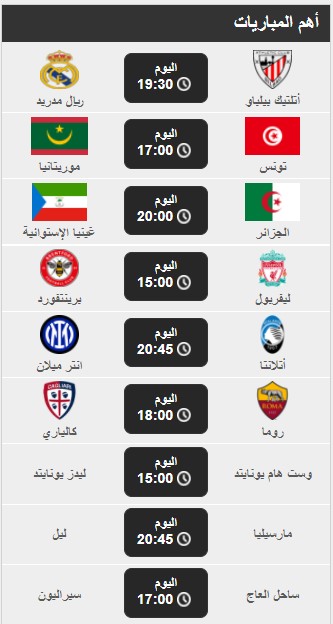 أهم المباريات
أتلتيك بيلباو
اليوم
19:30
ريال مدريد
تونس
اليوم
17:00
موريتانيا
الجزائر
اليوم
20:00
غينيا الإستوائية
ليفربول
اليوم
15:00
برينتفورد
أتلانتا
اليوم
20:45
انتر ميلان
روما
اليوم
18:00
كالياري
وست هام يونايتد
اليوم
15:00
ليدز يونايتد
مارسيليا
اليوم
20:45
ليل
ساحل العاج
اليوم
17:00
سيراليون